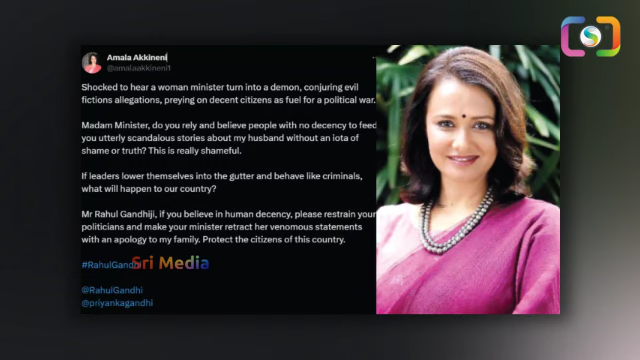 Amala Akkineni
@amalaakkineni1
Shocked to hear a woman minister turn into a demon, conjuring evil
fictions allegations, preying on decent citizens as fuel for a political war.
Madam Minister, do you rely and believe people with no decency to feed
you utterly scandalous stories about my husband without an iota of
shame or truth? This is really shameful.
If leaders lower themselves into the gutter and behave like criminals,
what will happen to our country?
Mr Rahul Gandhiji, if you believe in human decency, please restrain your
politicians and make your minister retract her venomous statements
with an apology to my family. Protect the citizens of this country.
#RahulGandhi
Sri Media
@RahulGandhi
@priyankagandhi
S